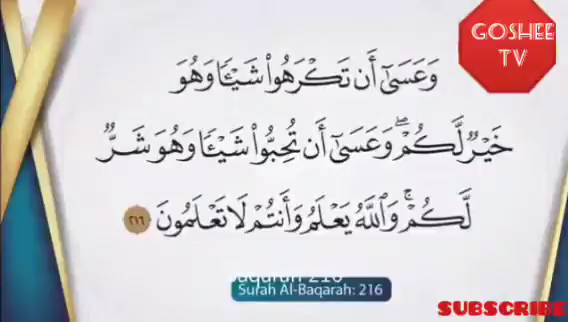 GOSHEE
TV
وَعَسَىٰٓ أَن تَكْرَهُوا۟ شَيْـًٔا وَهُوَ
خَيْرٌ لَّكُمْ ۖ وَعَسَىٰٓ أَن تُحِبُّوا۟ شَيْـًٔا وَهُوَ شَرٌّ
لَّكُمْ ۗ وَٱللَّهُ يَعْلَمُ وَأَنتُمْ لَا تَعْلَمُونَ ٢١٦
Surah Al-Baqarah: 216
SUBSCRIBE